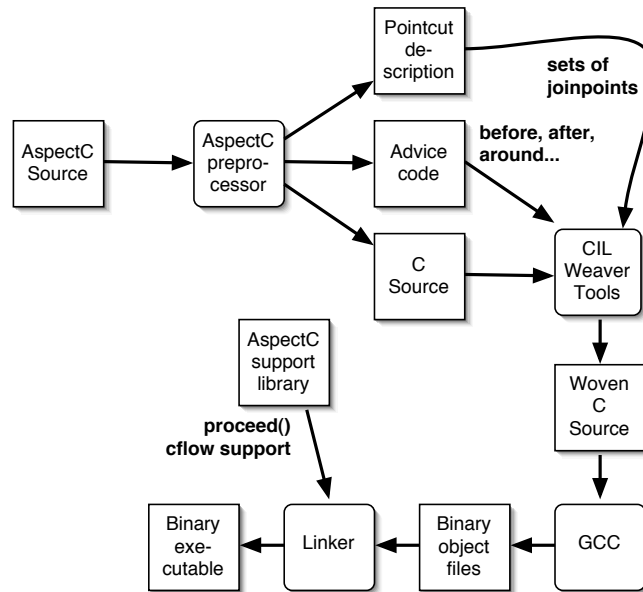 Pointcut
de-
scription
sets of
joinpoints
AspectC
Source
AspectC
prepro-
cessor
Advice
code
before, after,
around...
C
Source
CIL
Weaver
Tools
AspectC
support
library
Woven
C
Source
proceed()
cflow support
Binary
exe-
cutable
Linker
Binary
object
files
GCC